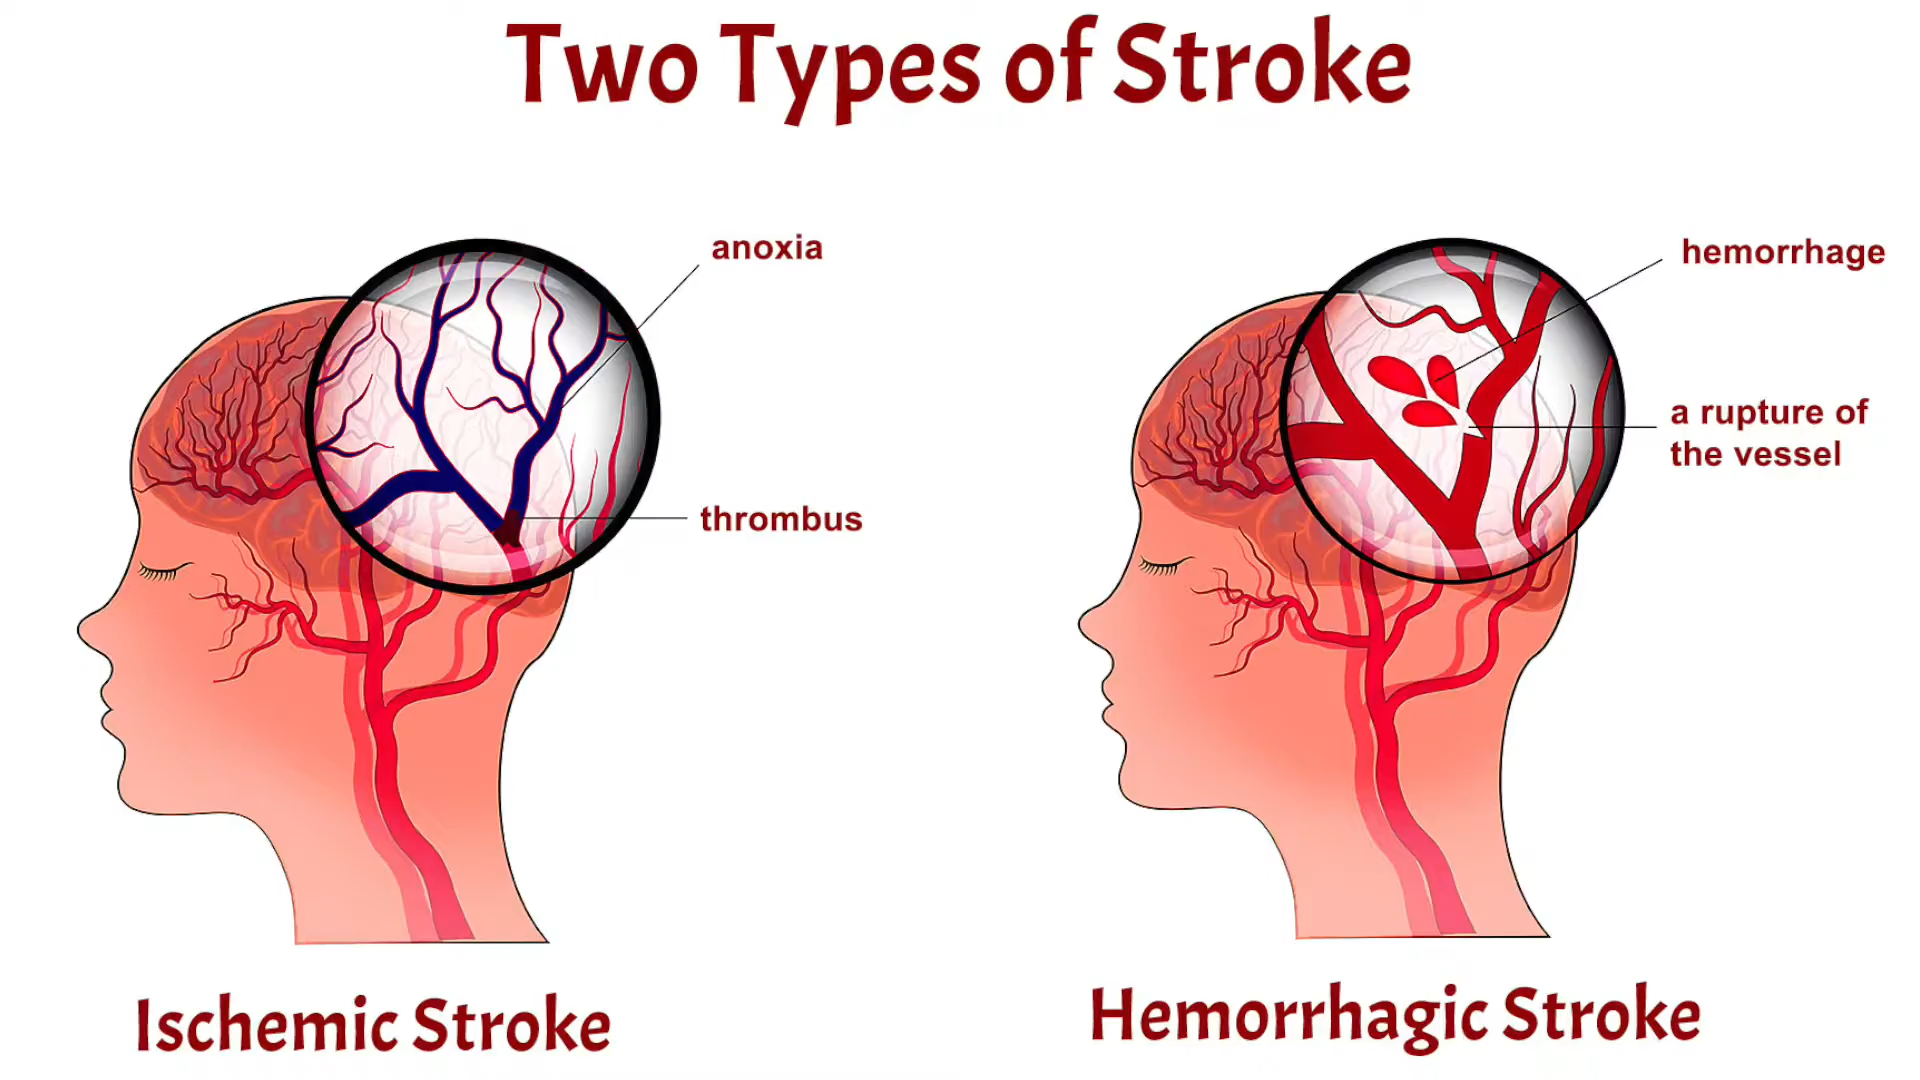 Two Types of Stroke
anoxia
thrombus
hemorrhage
a rupture of
the vessel
Ischemic Stroke
Hemorrhagic Stroke